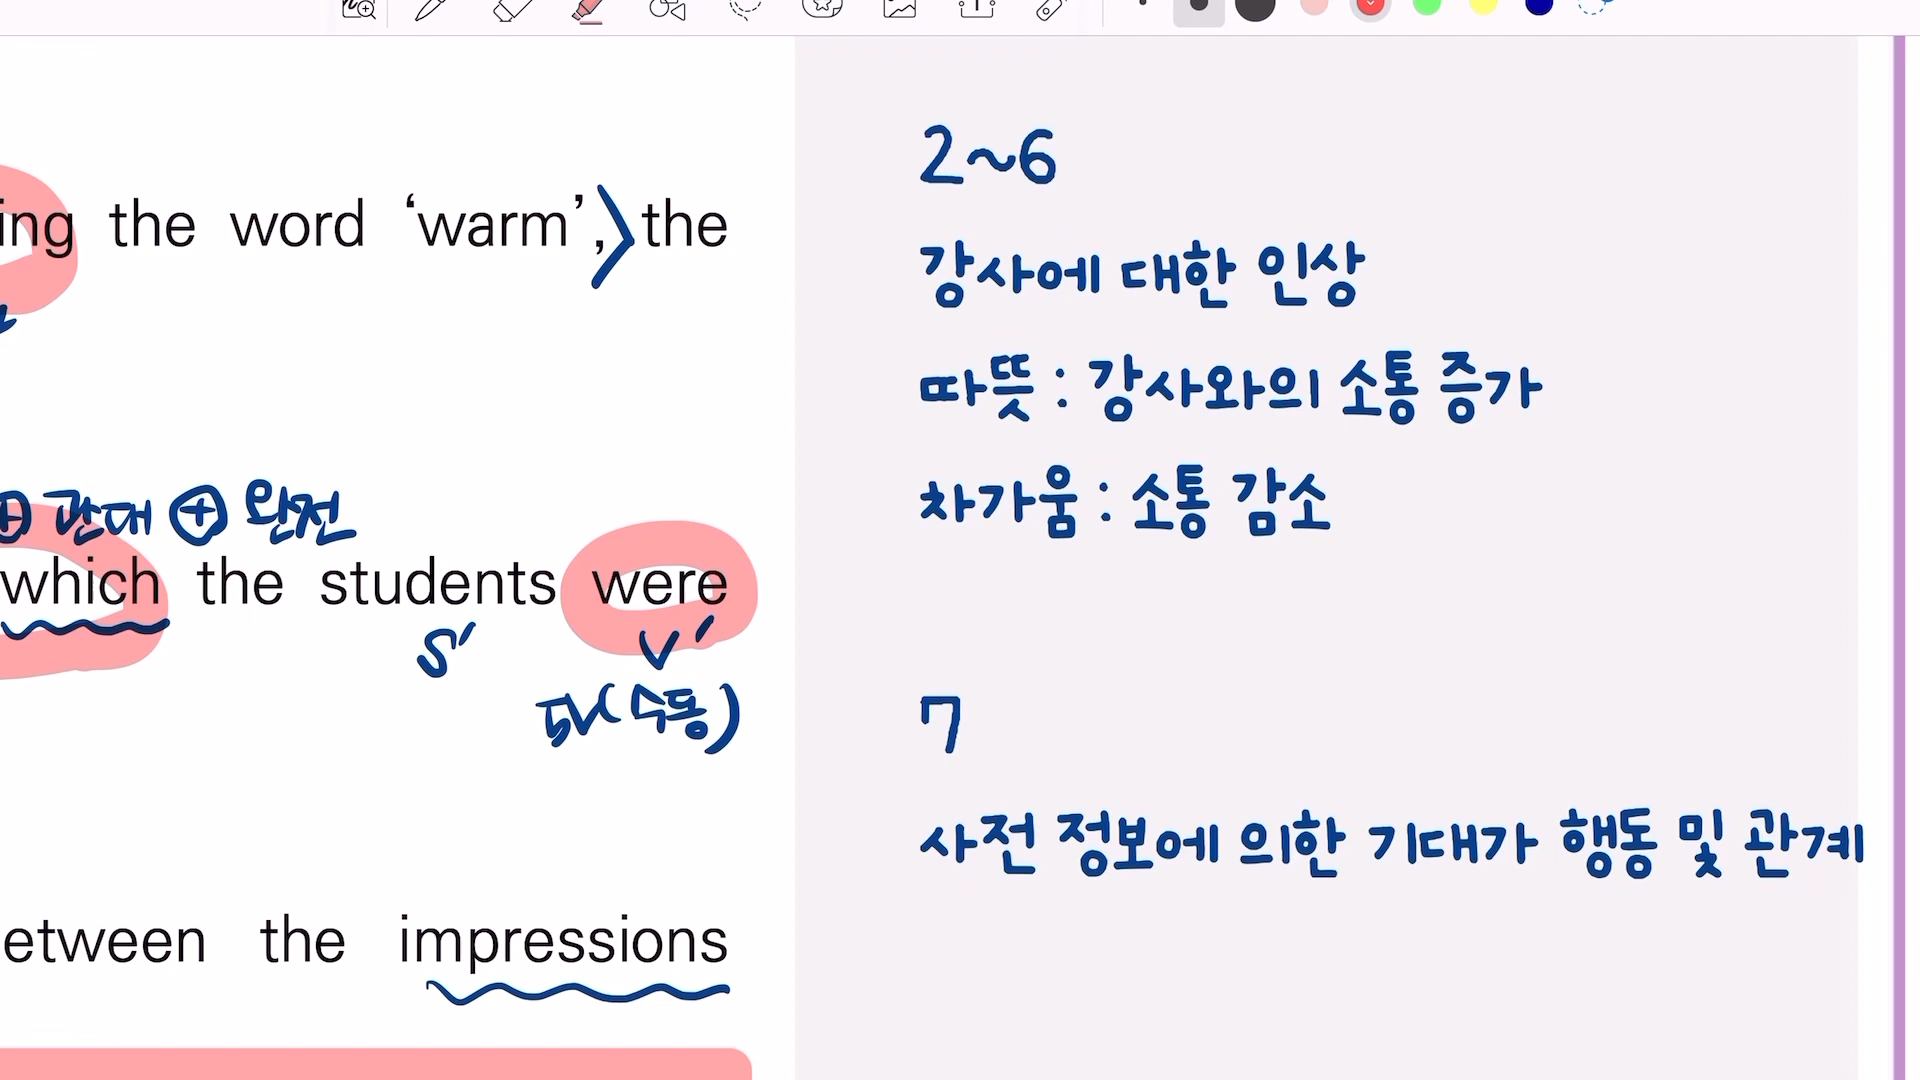 ing the word ‘warm’, the
⊕ 관대 ⊕ 완전
which the students were
S′ V′
(수동)
etween the impressions
2~6
강사에 대한 인상
따뜻 : 강사와의 소통 증가
차가움 : 소통 감소
7
사전 정보에 의한 기대가 행동 및 관계